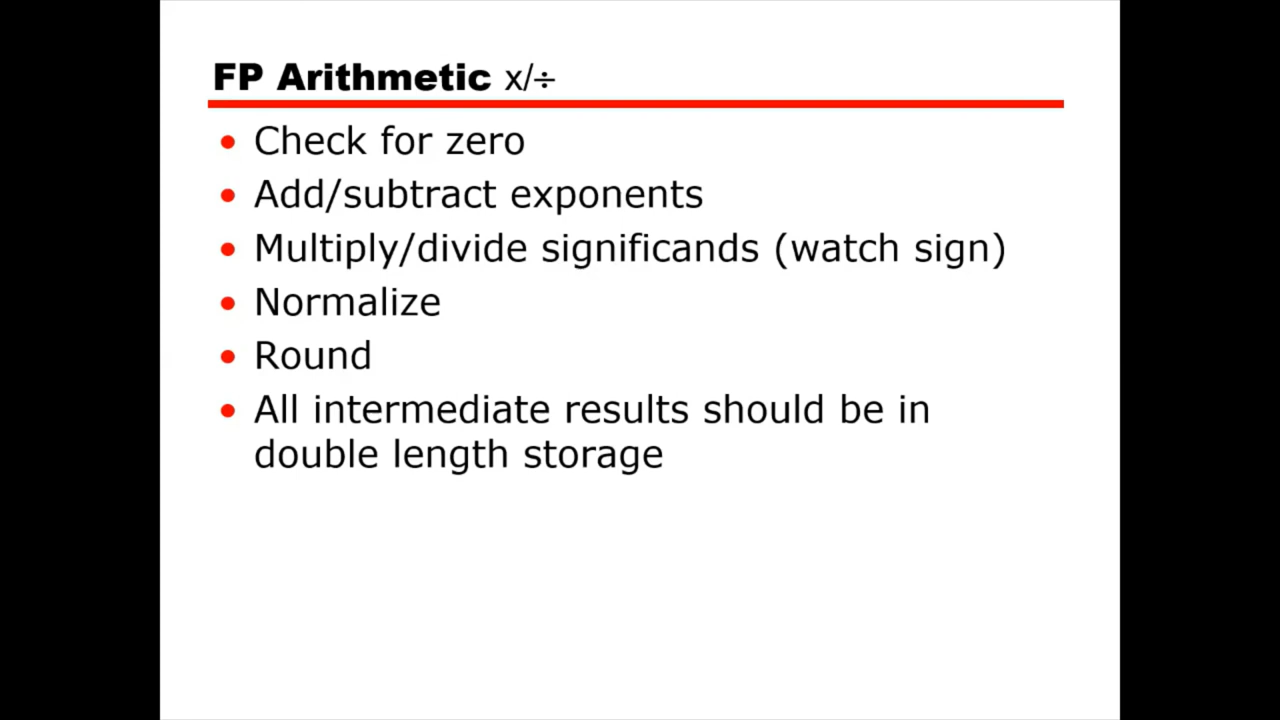 FP Arithmetic x/÷
• Check for zero
• Add/subtract exponents
• Multiply/divide significands (watch sign)
• Normalize
• Round
• All intermediate results should be in
double length storage